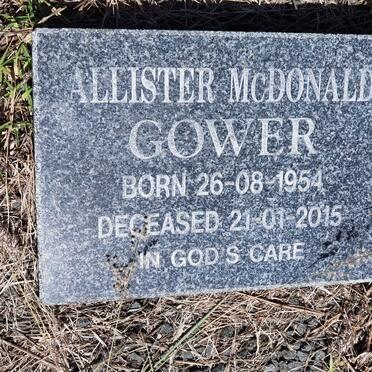 ALLISTER McDONALD
GOWER
BORN 26-08-1954
DECEASED 21-01-2015
IN GOD'S CARE